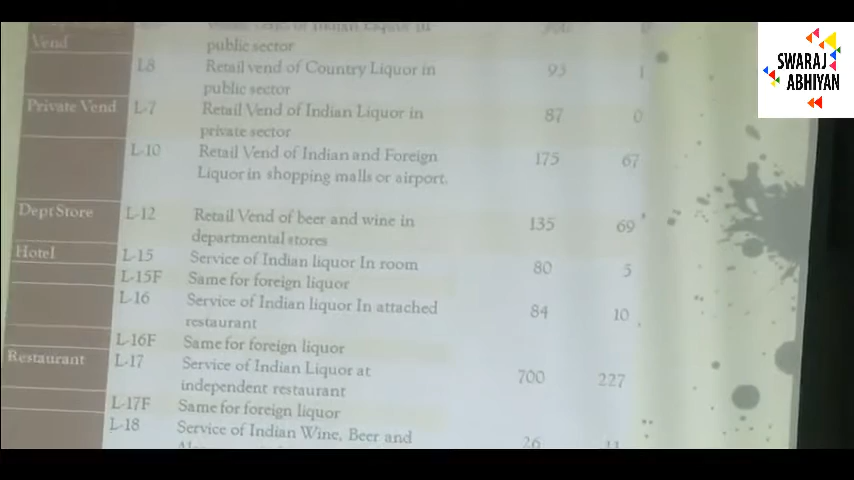 Vend
public sector
L8 Retail vend of Country Liquor in 93 1
public sector
Private Vend L-7 Retail Vend of Indian Liquor in 87 0
private sector
L-10 Retail Vend of Indian and Foreign 175 67
Liquor in shopping malls or airport.
Dept Store L-12 Retail Vend of beer and wine in 135 69
departmental stores
Hotel L-15 Service of Indian liquor In room 80 5
L-15F Same for foreign liquor
L-16 Service of Indian liquor In attached 84 10
restaurant
L-16F Same for foreign liquor
Restaurant L-17 Service of Indian Liquor at 700 227
independent restaurant
L-17F Same for foreign liquor
L-18 Service of Indian Wine, Beer and 26 11
SWARAJ
ABHIYAN